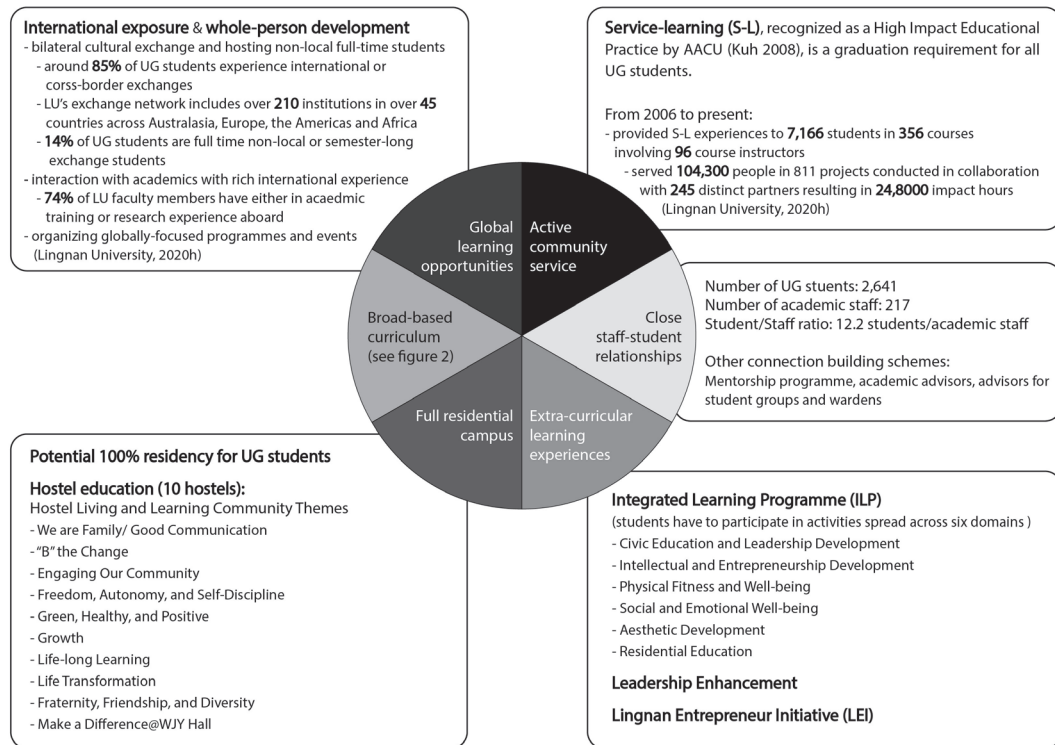 International exposure & whole-person development
- bilateral cultural exchange and hosting non-local full-time students
- around 85% of UG students experience international or
corss-border exchanges
- LU's exchange network includes over 210 institutions in over 45
countries across Australasia, Europe, the Americas and Africa
- 14% of UG students are full time non-local or semester-long
exchange students
- interaction with academics with rich international experience
- 74% of LU faculty members have either in acaedmic
training or research experience aboard
- organizing globally-focused programmes and events
(Lingnan University, 2020h)
Service-learning (S-L), recognized as a High Impact Educational
Practice by AACU (Kuh 2008), is a graduation requirement for all
UG students.
From 2006 to present:
- provided S-L experiences to 7,166 students in 356 courses
involving 96 course instructors
- served 104,300 people in 811 projects conducted in collaboration
with 245 distinct partners resulting in 24,8000 impact hours
(Lingnan University, 2020h)
Global
learning
opportunities
Active
community
service
Broad-based
curriculum
(see figure 2)
Close
staff-student
relationships
Full residential
campus
Extra-curricular
learning
experiences
Number of UG stuents: 2,641
Number of academic staff: 217
Student/Staff ratio: 12.2 students/academic staff
Other connection building schemes:
Mentorship programme, academic advisors, advisors for
student groups and wardens
Potential 100% residency for UG students
Hostel education (10 hostels):
Hostel Living and Learning Community Themes
- We are Family/ Good Communication
- "B" the Change
- Engaging Our Community
- Freedom, Autonomy, and Self-Discipline
- Green, Healthy, and Positive
- Growth
- Life-long Learning
- Life Transformation
- Fraternity, Friendship, and Diversity
- Make a Difference@WJY Hall
Integrated Learning Programme (ILP)
(students have to participate in activities spread across six domains )
- Civic Education and Leadership Development
- Intellectual and Entrepreneurship Development
- Physical Fitness and Well-being
- Social and Emotional Well-being
- Aesthetic Development
- Residential Education
Leadership Enhancement
Lingnan Entrepreneur Initiative (LEI)